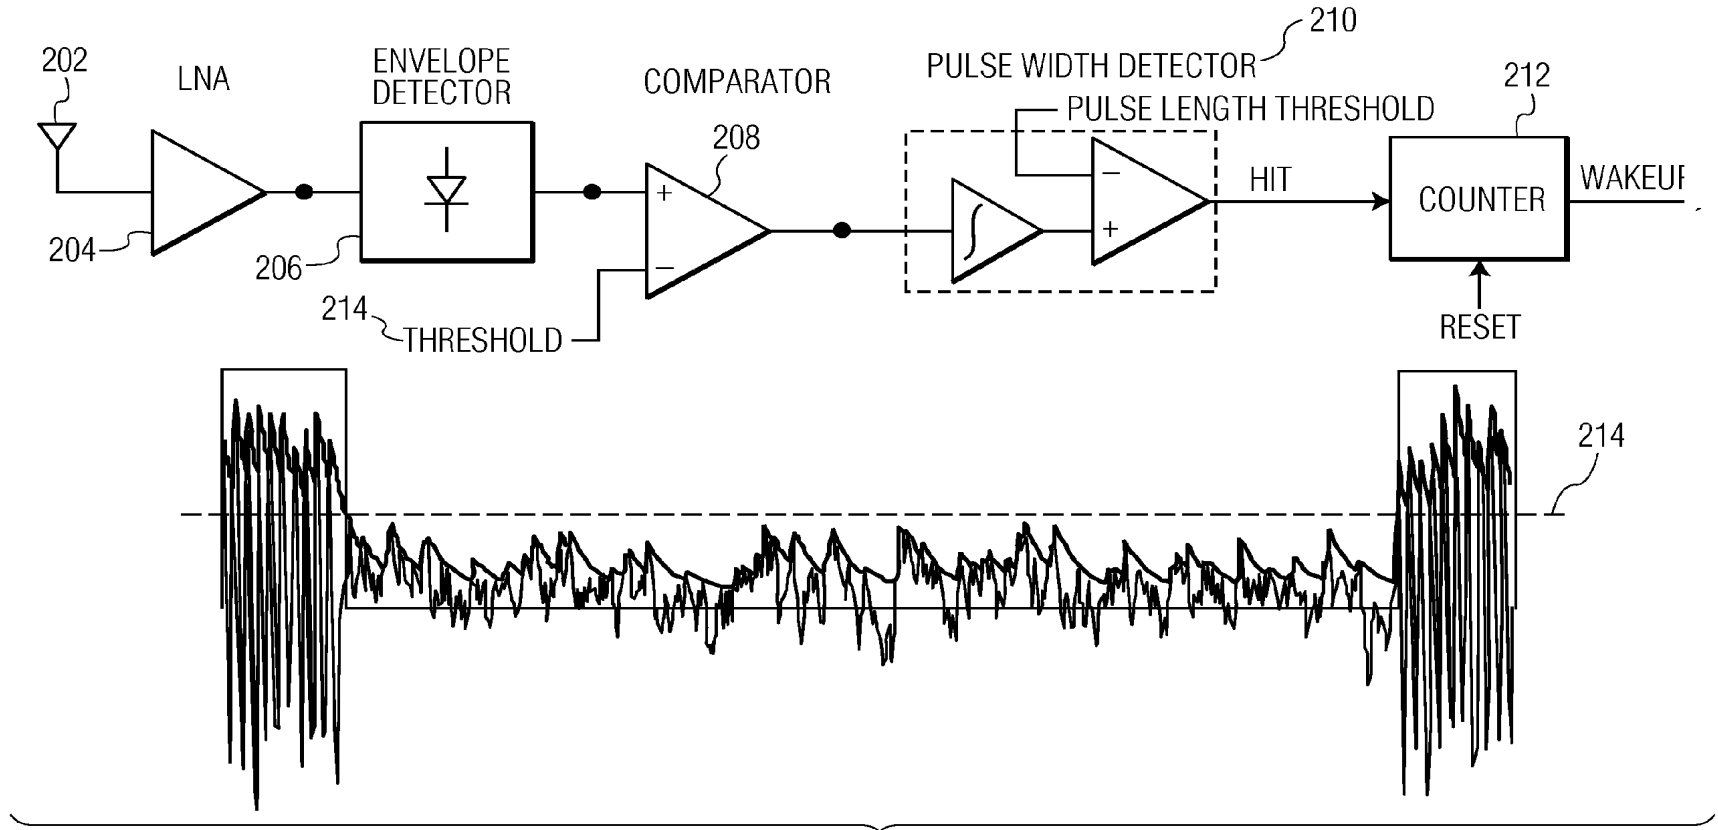 202
LNA
ENVELOPE
DETECTOR
COMPARATOR
PULSE WIDTH DETECTOR
210
PULSE LENGTH THRESHOLD
212
208
+
−
−
+
HIT
COUNTER
WAKEUP
204
206
214
THRESHOLD
RESET
214